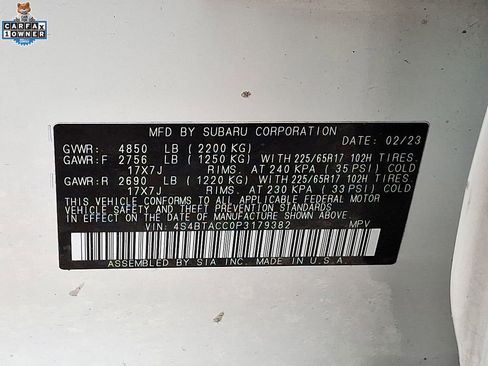 CARFAX
1 OWNER
MFD BY SUBARU CORPORATION
GVWR: 4850 LB (2200 KG) DATE: 02/23
GAWR:F 2756 LB (1250 KG) WITH 225/65R17 102H TIRES.
17X7J RIMS. AT 240 KPA (35 PSI) COLD
GAWR:R 2690 LB (1220 KG) WITH 225/65R17 102H TIRES.
17X7J RIMS. AT 230 KPA (33 PSI) COLD
THIS VEHICLE CONFORMS TO ALL APPLICABLE FEDERAL MOTOR
VEHICLE SAFETY AND THEFT PREVENTION STANDARDS
IN EFFECT ON THE DATE OF MANUFACTURE SHOWN ABOVE.
VIN: 4S4BTACC0P3179382 MPV
ASSEMBLED BY SIA INC. MADE IN U.S.A.